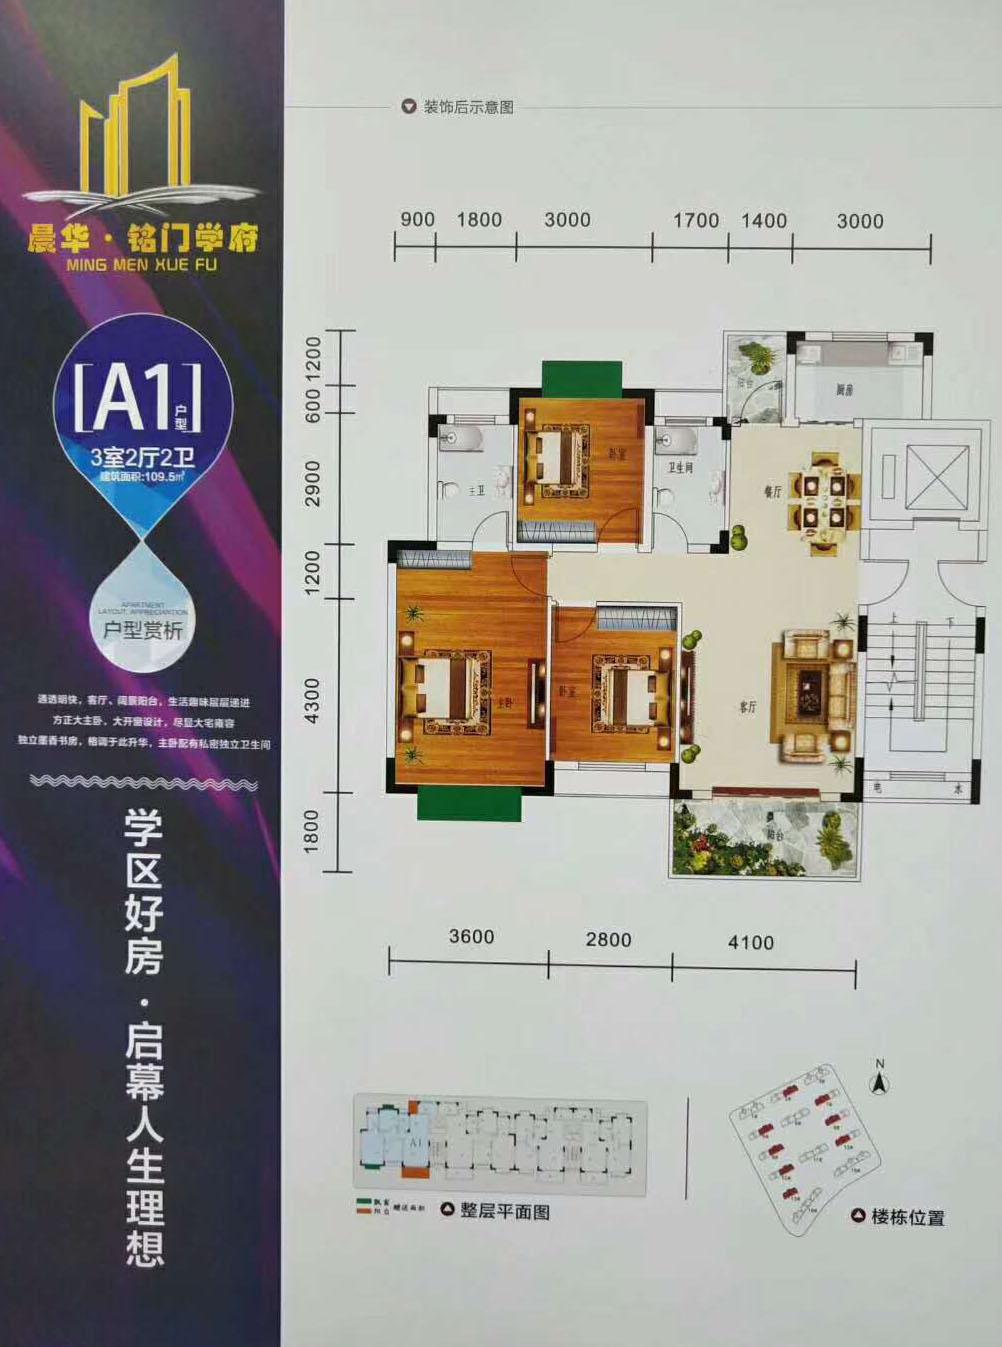 晨华·铭门学府
MING MEN XUE FU
[A1]户型
3室2厅2卫
建筑面积:109.5㎡
APARTMENT
LAYOUT, APPRECIATION
户型赏析
通透明快，客厅、阔景阳台，生活趣味层层递进
方正大主卧，大开窗设计，尽显大宅雍容
独立墨香书房，格调于此升华，主卧配有私密独立卫生间
学区好房·启幕人生理想
装饰后示意图
900 1800 3000 1700 1400 3000
1200
600
2900
1200
4300
1800
阳台
厨房
主卫
卧室
卫生间
餐厅
主卧
卧室
客厅
上
下
电
水
阳台
3600 2800 4100
A1
飘窗
阳台
赠送面积
整层平面图
N
楼栋位置